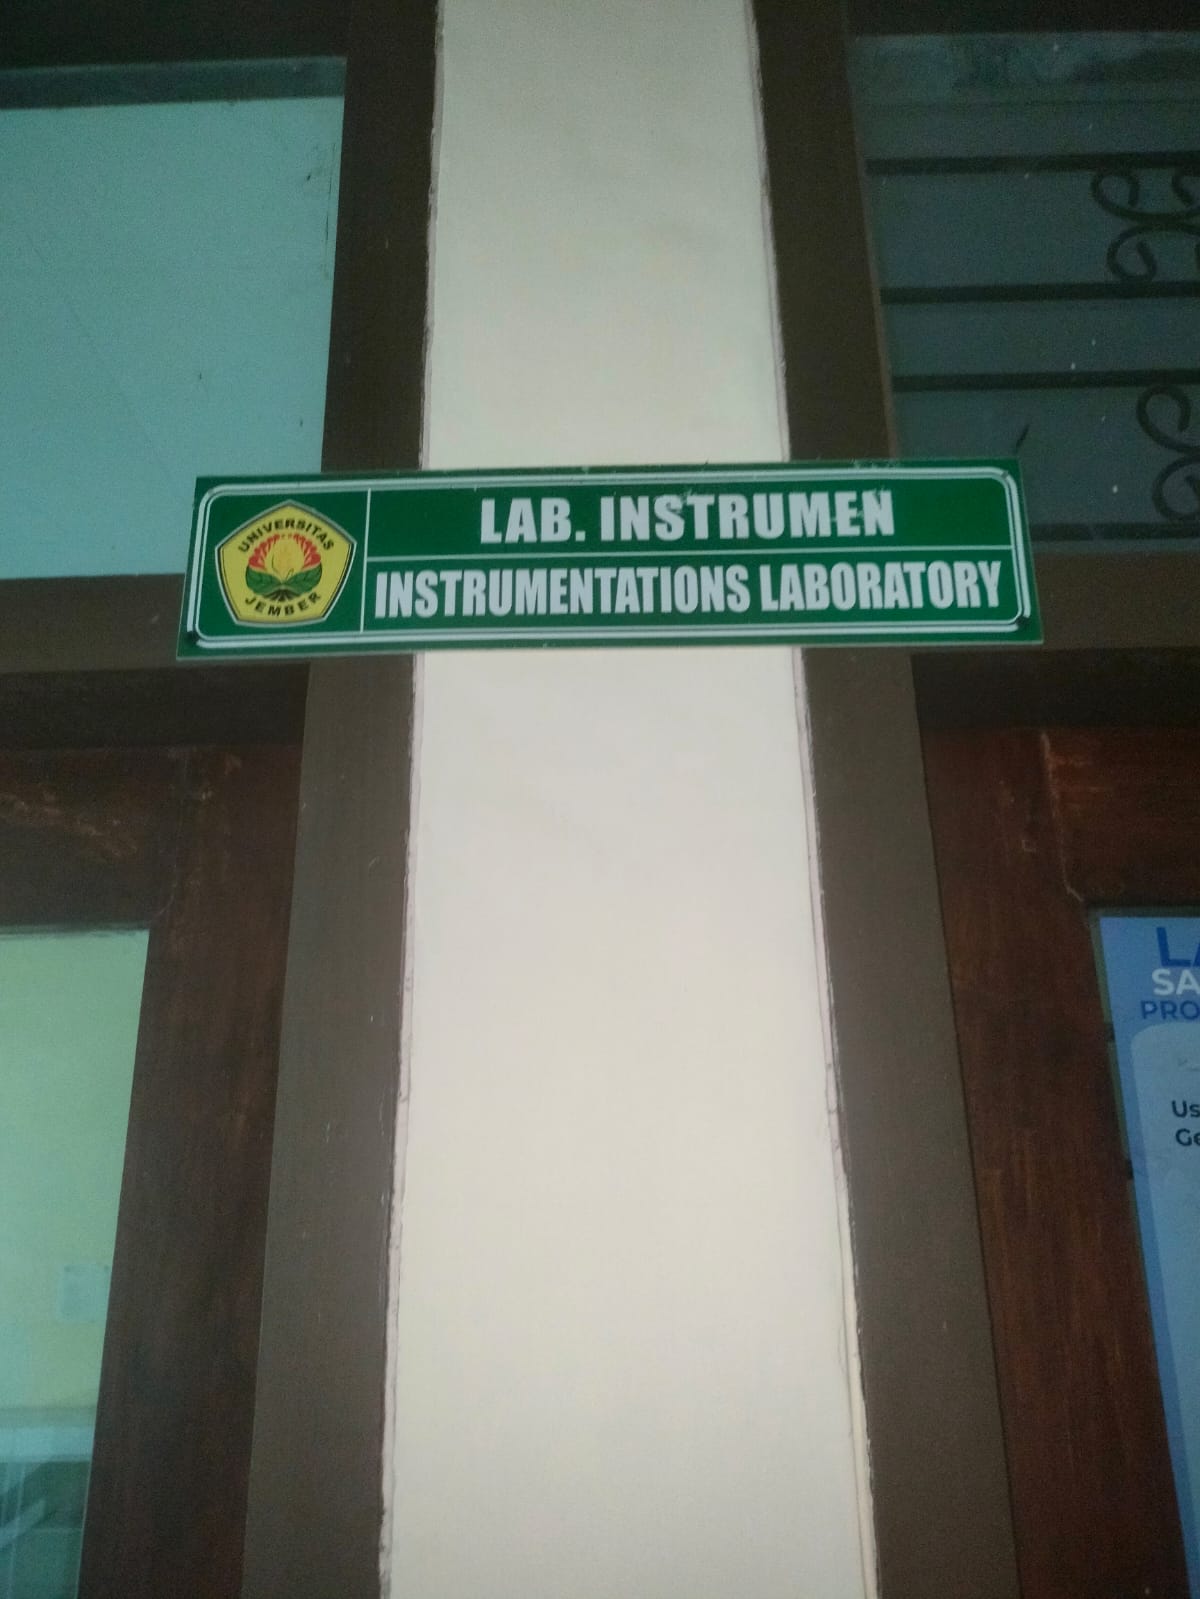 UNIVERSITAS
JEMBER
LAB. INSTRUMEN
INSTRUMENTATIONS LABORATORY